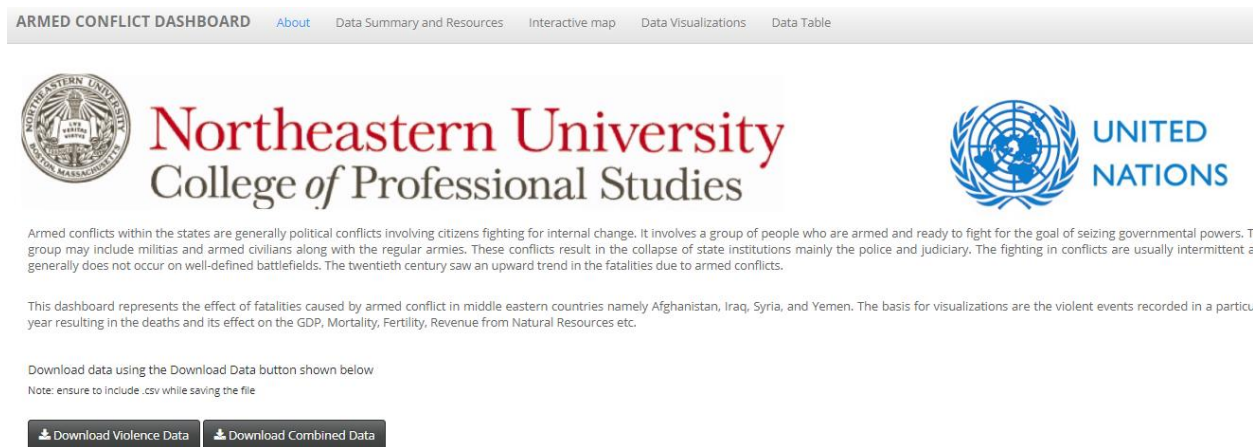 ARMED CONFLICT DASHBOARD About Data Summary and Resources Interactive map Data Visualizations Data Table
NORTHEASTERN UNIVERSITY
LUX VERITAS VIRTUS
BOSTON, MASSACHUSETTS
Northeastern University
College of Professional Studies
UNITED
NATIONS
Armed conflicts within the states are generally political conflicts involving citizens fighting for internal change. It involves a group of people who are armed and ready to fight for the goal of seizing governmental powers. T
group may include militias and armed civilians along with the regular armies. These conflicts result in the collapse of state institutions mainly the police and judiciary. The fighting in conflicts are usually intermittent a
generally does not occur on well-defined battlefields. The twentieth century saw an upward trend in the fatalities due to armed conflicts.
This dashboard represents the effect of fatalities caused by armed conflict in middle eastern countries namely Afghanistan, Iraq, Syria, and Yemen. The basis for visualizations are the violent events recorded in a particu
year resulting in the deaths and its effect on the GDP, Mortality, Fertility, Revenue from Natural Resources etc.
Download data using the Download Data button shown below
Note: ensure to include .csv while saving the file
Download Violence Data Download Combined Data